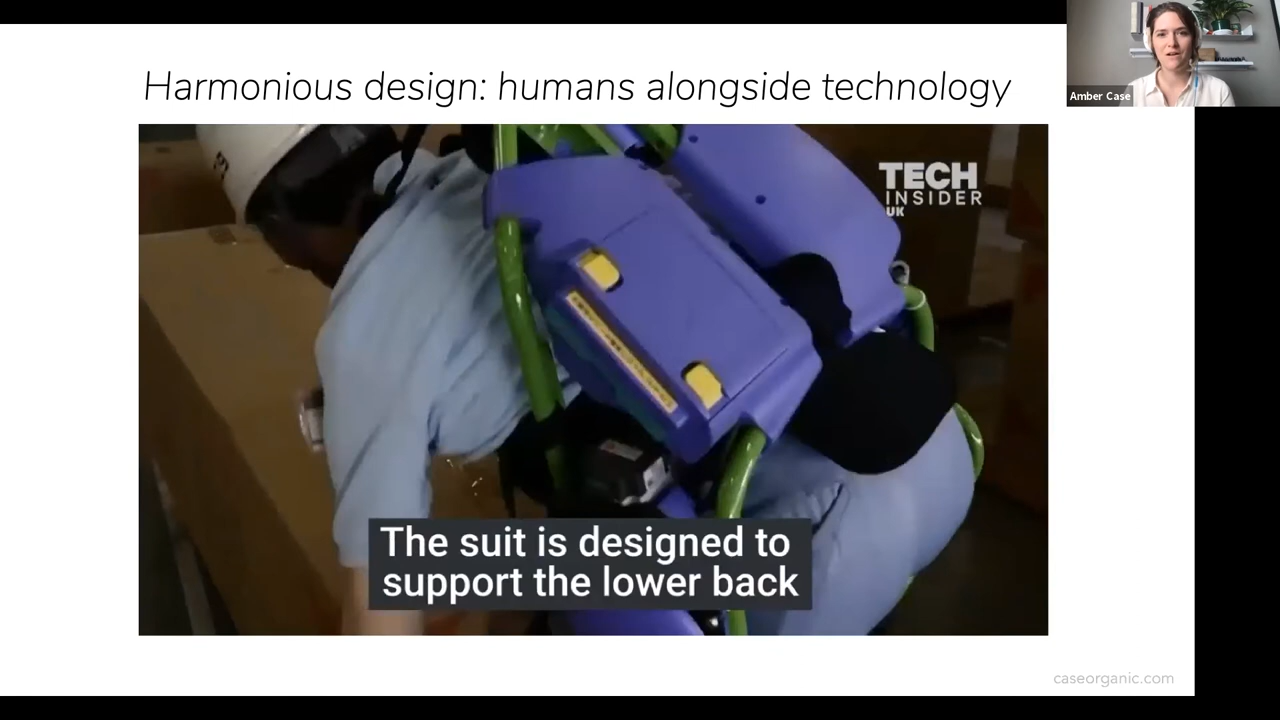 Harmonious design: humans alongside technology
Amber Case
TECH
INSIDER
UK
The suit is designed to
support the lower back
caseorganic.com